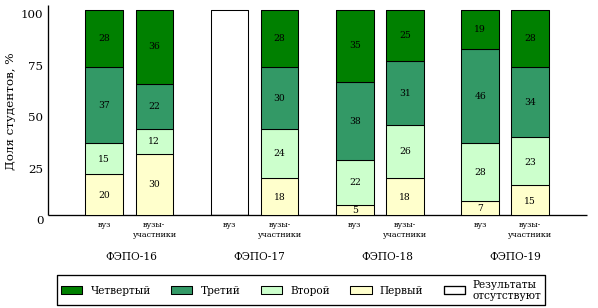 Доля студентов, %
100
75
50
25
0
28 36 28 35 25 19 28
37 22 30 38 31 46 34
15 12 24 22 26 28 23
20 30 18 5 18 7 15
вуз вузы-участники вуз вузы-участники вуз вузы-участники вуз вузы-участники
ФЭПО-16 ФЭПО-17 ФЭПО-18 ФЭПО-19
Четвертый Третий Второй Первый Результаты отсутствуют